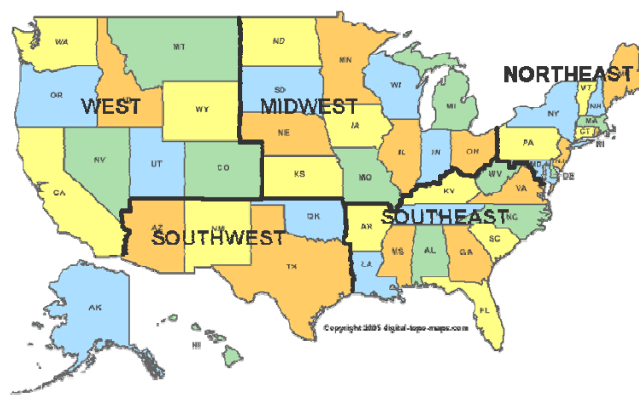 WA
MT
ND
MN
OR
ID
WEST
WY
SD
MIDWEST
WI
MI
NORTHEAST
VT
NH
NY
MA
CT
RI
PA
NE
IA
NV
UT
CO
KS
MO
IL
IN
OH
WV
MD
DE
VA
CA
KY
SOUTHEAST
NC
SC
AZ
NM
SOUTHWEST
OK
TX
AR
LA
MS
AL
GA
FL
AK
HI
Copyright 2005 digital-topo-maps.com